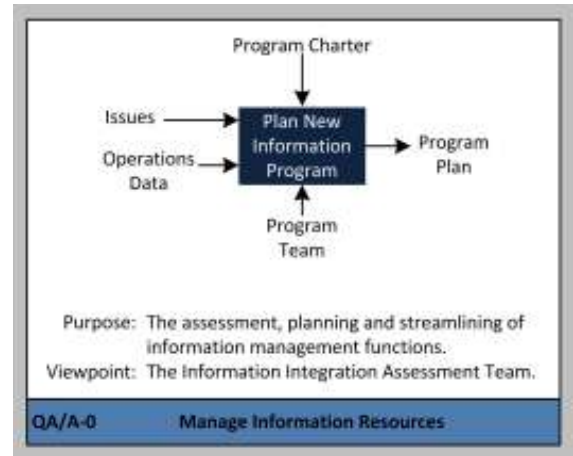 Program Charter
Issues
Plan New
Information
Program
Operations
Data
Program
Plan
Program
Team
Purpose: The assessment, planning and streamlining of
information management functions.
Viewpoint: The Information Integration Assessment Team.
QA/A-0 Manage Information Resources